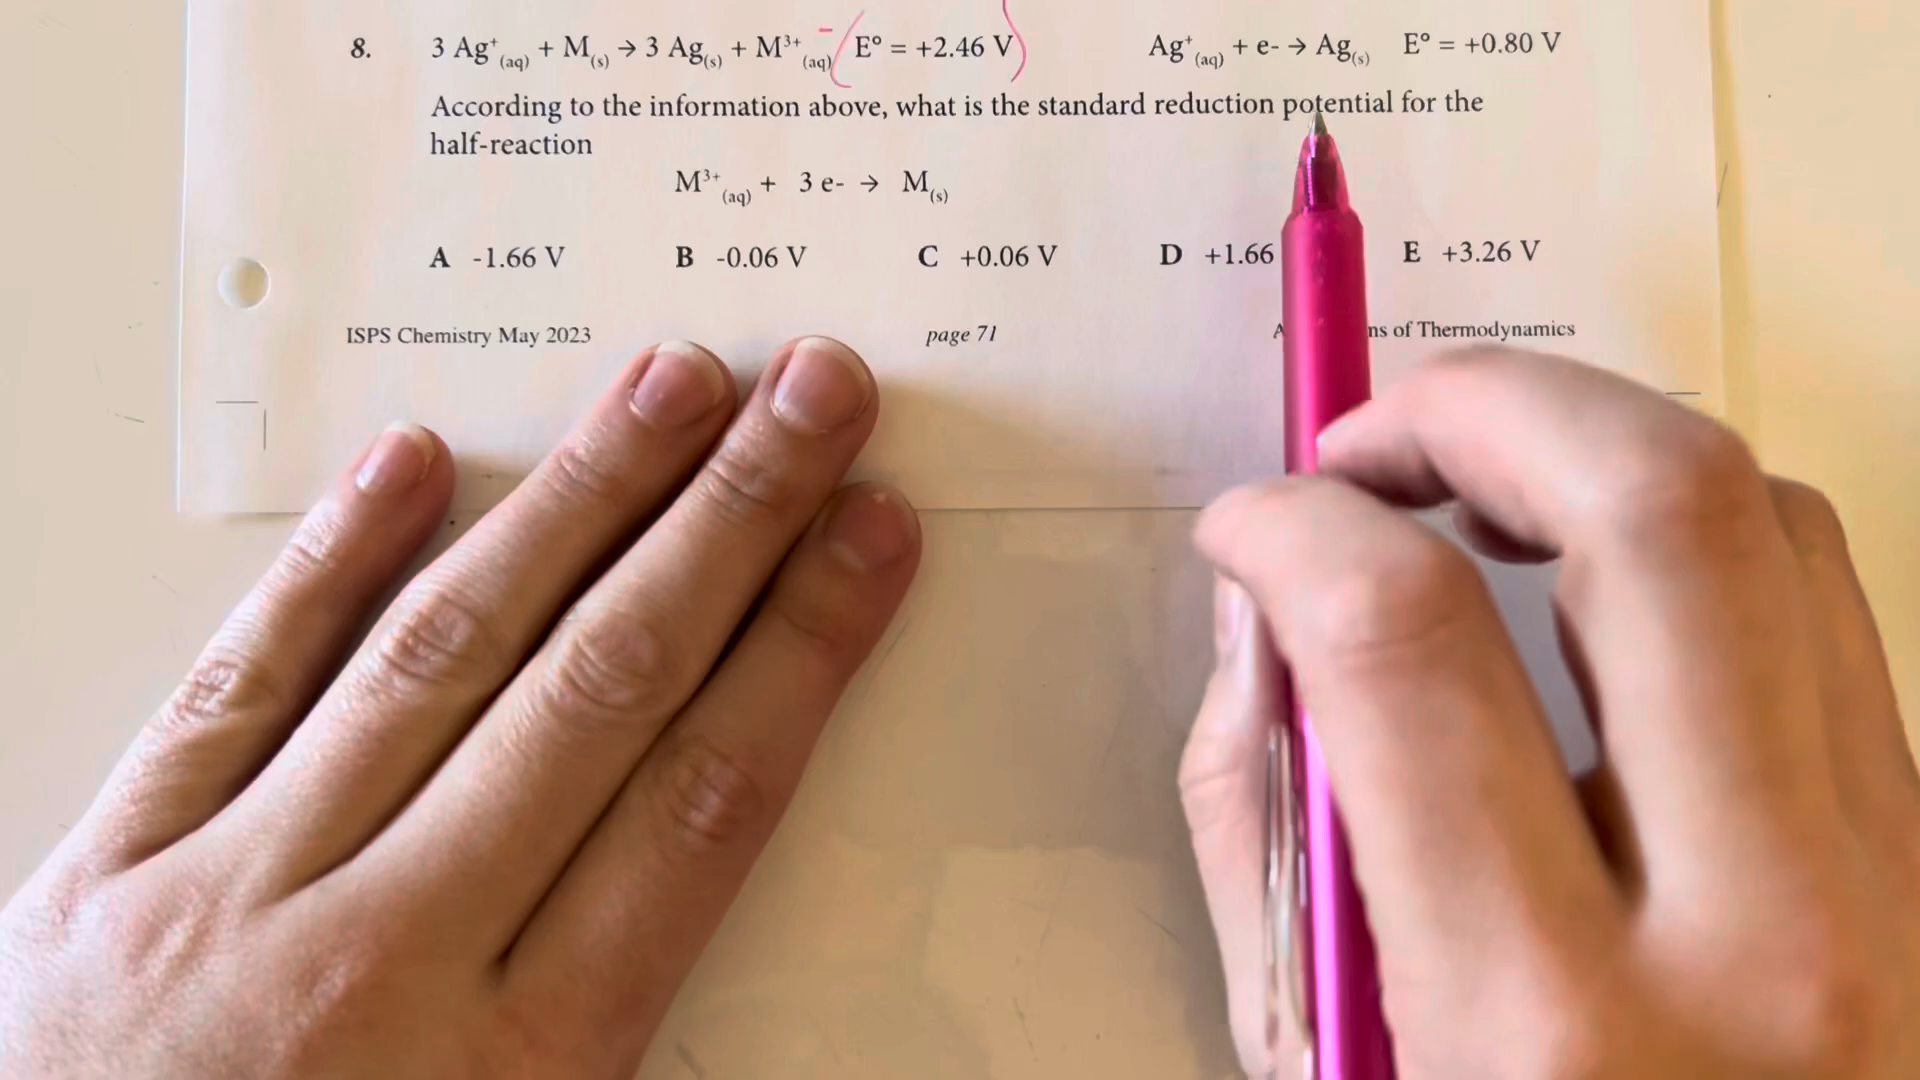 8. 3 Ag⁺(aq) + M(s) → 3 Ag(s) + M³⁺(aq) -(E° = +2.46 V) Ag⁺(aq) + e- → Ag(s) E° = +0.80 V
According to the information above, what is the standard reduction potential for the
half-reaction
M³⁺(aq) + 3 e- → M(s)
A -1.66 V B -0.06 V C +0.06 V D +1.66 E +3.26 V
ISPS Chemistry May 2023 page 71 of Thermodynamics